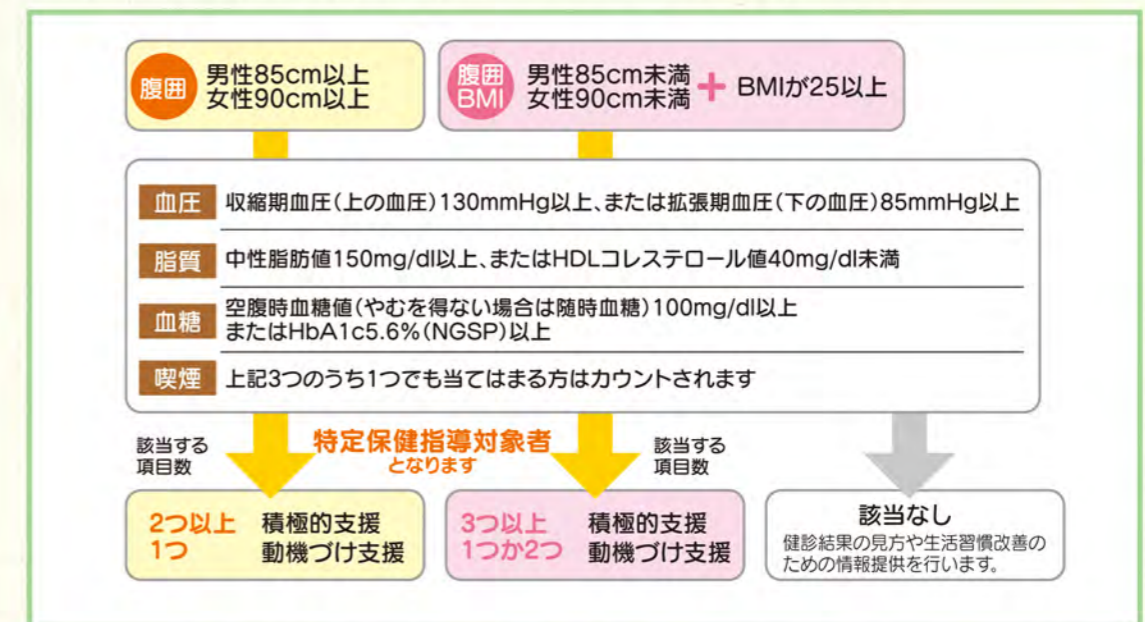 腹囲
男性85cm以上
女性90cm以上
腹囲
BMI
男性85cm未満
女性90cm未満
+
BMIが25以上
血圧 収縮期血圧(上の血圧)130mmHg以上、または拡張期血圧(下の血圧)85mmHg以上
脂質 中性脂肪値150mg/dl以上、またはHDLコレステロール値40mg/dl未満
血糖 空腹時血糖値(やむを得ない場合は随時血糖)100mg/dl以上
またはHbA1c5.6%(NGSP)以上
喫煙 上記3つのうち1つでも当てはまる方はカウントされます
該当する
項目数
特定保健指導対象者
となります
該当する
項目数
2つ以上 積極的支援
1つ 動機づけ支援
3つ以上 積極的支援
1つか2つ 動機づけ支援
該当なし
健診結果の見方や生活習慣改善の
ための情報提供を行います。